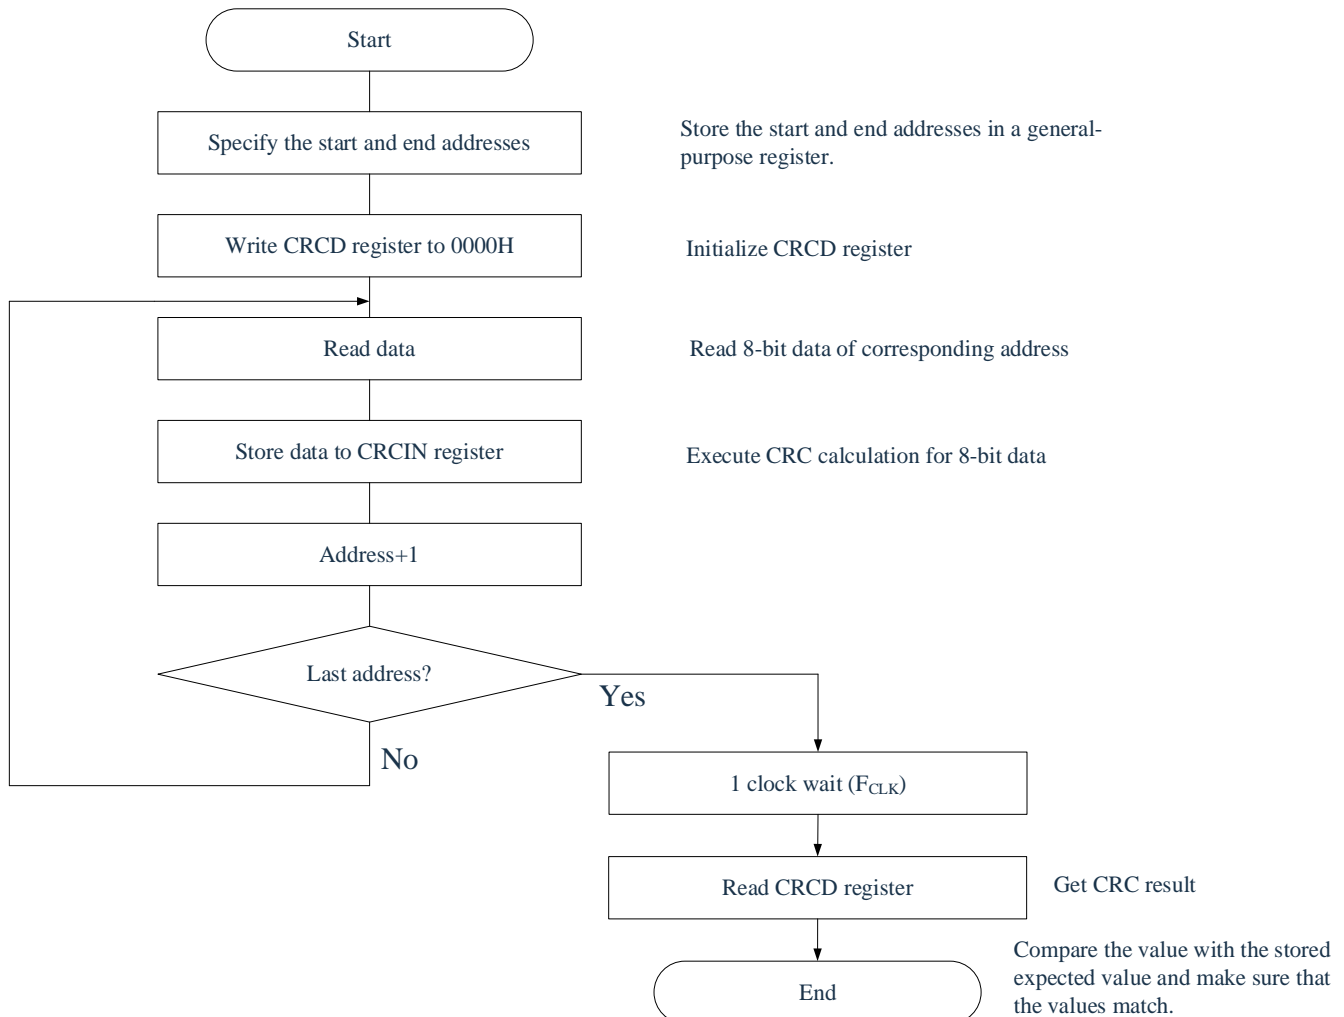 Start
Specify the start and end addresses
Store the start and end addresses in a general-
purpose register.
Write CRCD register to 0000H
Initialize CRCD register
Read data
Read 8-bit data of corresponding address
Store data to CRCIN register
Execute CRC calculation for 8-bit data
Address+1
Last address?
Yes
No
1 clock wait (FCLK)
Read CRCD register
Get CRC result
End
Compare the value with the stored
expected value and make sure that
the values match.